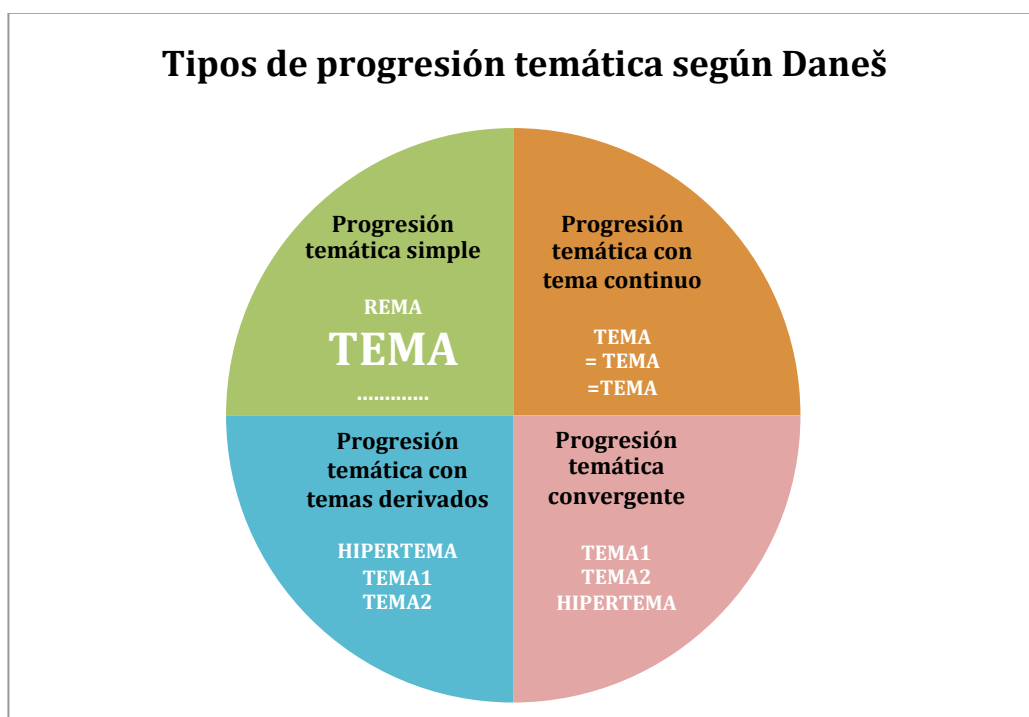 Tipos de progresión temática según Daneš
Progresión
temática simple
REMA
TEMA
.............
Progresión
temática con
tema continuo
TEMA
= TEMA
=TEMA
Progresión
temática con
temas derivados
HIPERTEMA
TEMA1
TEMA2
Progresión
temática
convergente
TEMA1
TEMA2
HIPERTEMA